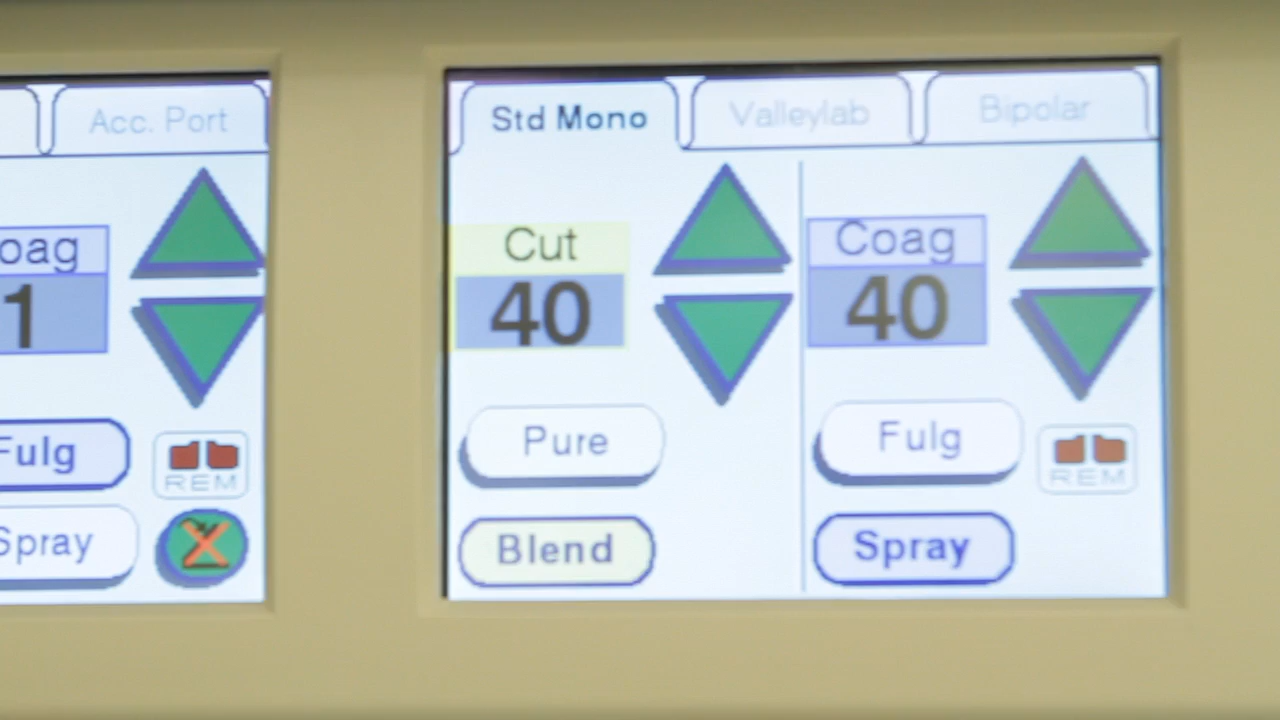 Acc. Port
oag
1
Fulg
REM
Spray
Std Mono
Valleylab
Bipolar
Cut
40
Coag
40
Pure
Fulg
REM
Blend
Spray